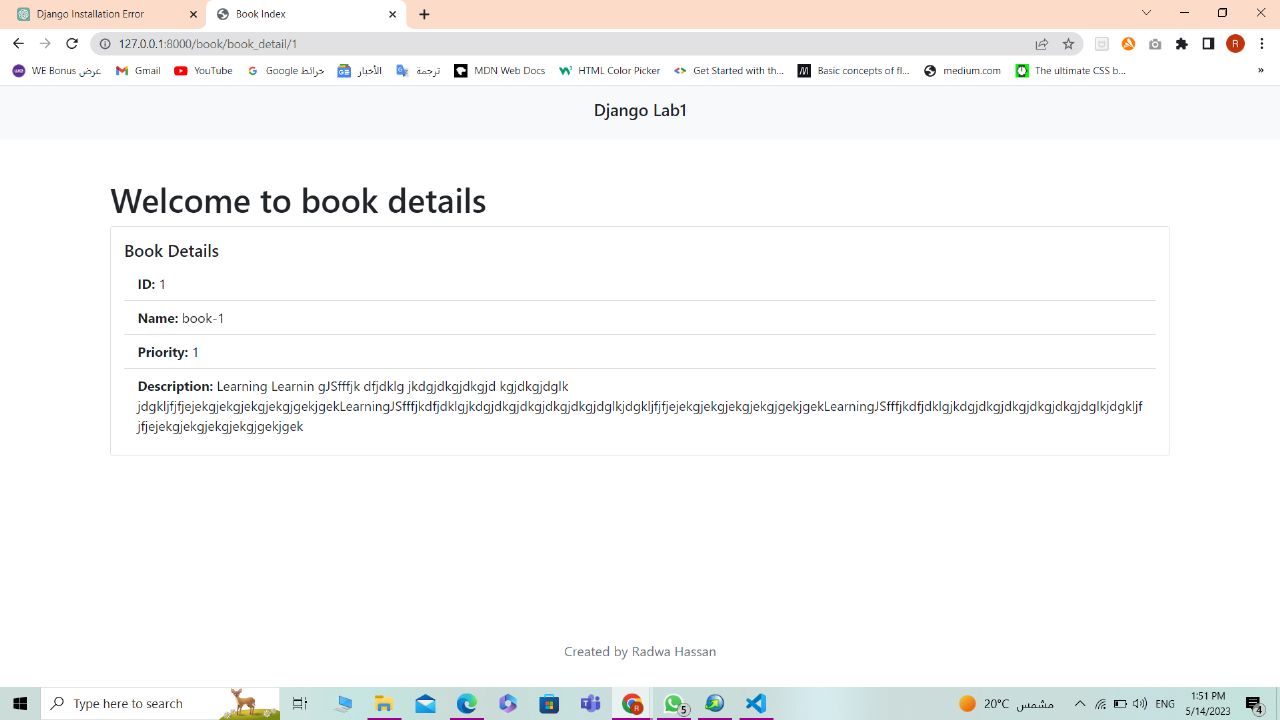 Django Installation Error
Book Index
127.0.0.1:8000/book/book_detail/1
R
WE Bonus عرض
Gmail
YouTube
خرائط Google
الأخبار
ترجمة
MDN Web Docs
HTML Color Picker
Get Started with th...
Basic concepts of fl...
medium.com
The ultimate CSS b...
»
Django Lab1
Welcome to book details
Book Details
ID: 1
Name: book-1
Priority: 1
Description: Learning Learnin gJSfffjk dfjdklg jkdgjdkgjdkgjd kgjdkgjdglk
jdgkljfjfjejekgjekgjekgjekgjgekjgekLearningJSfffjkdfjdklgjkdgjdkgjdkgjdkgjdkgjdglkjdgkljfjfjejekgjekgjekgjekgjgekjgekLearningJSfffjkdfjdklgjkdgjdkgjdkgjdkgjdkgjdglkjdgkljf
jfjejekgjekgjekgjekgjgekjgek
Created by Radwa Hassan
Type here to search
R
5
20°C مشمس
ENG
1:51 PM
5/14/2023
4